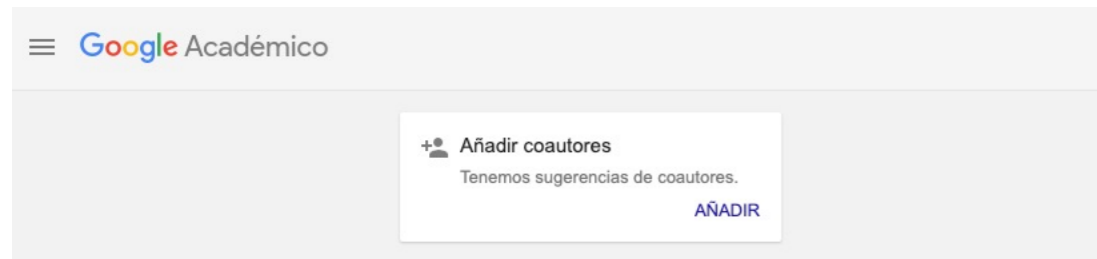 Google Académico
Añadir coautores
Tenemos sugerencias de coautores.
AÑADIR